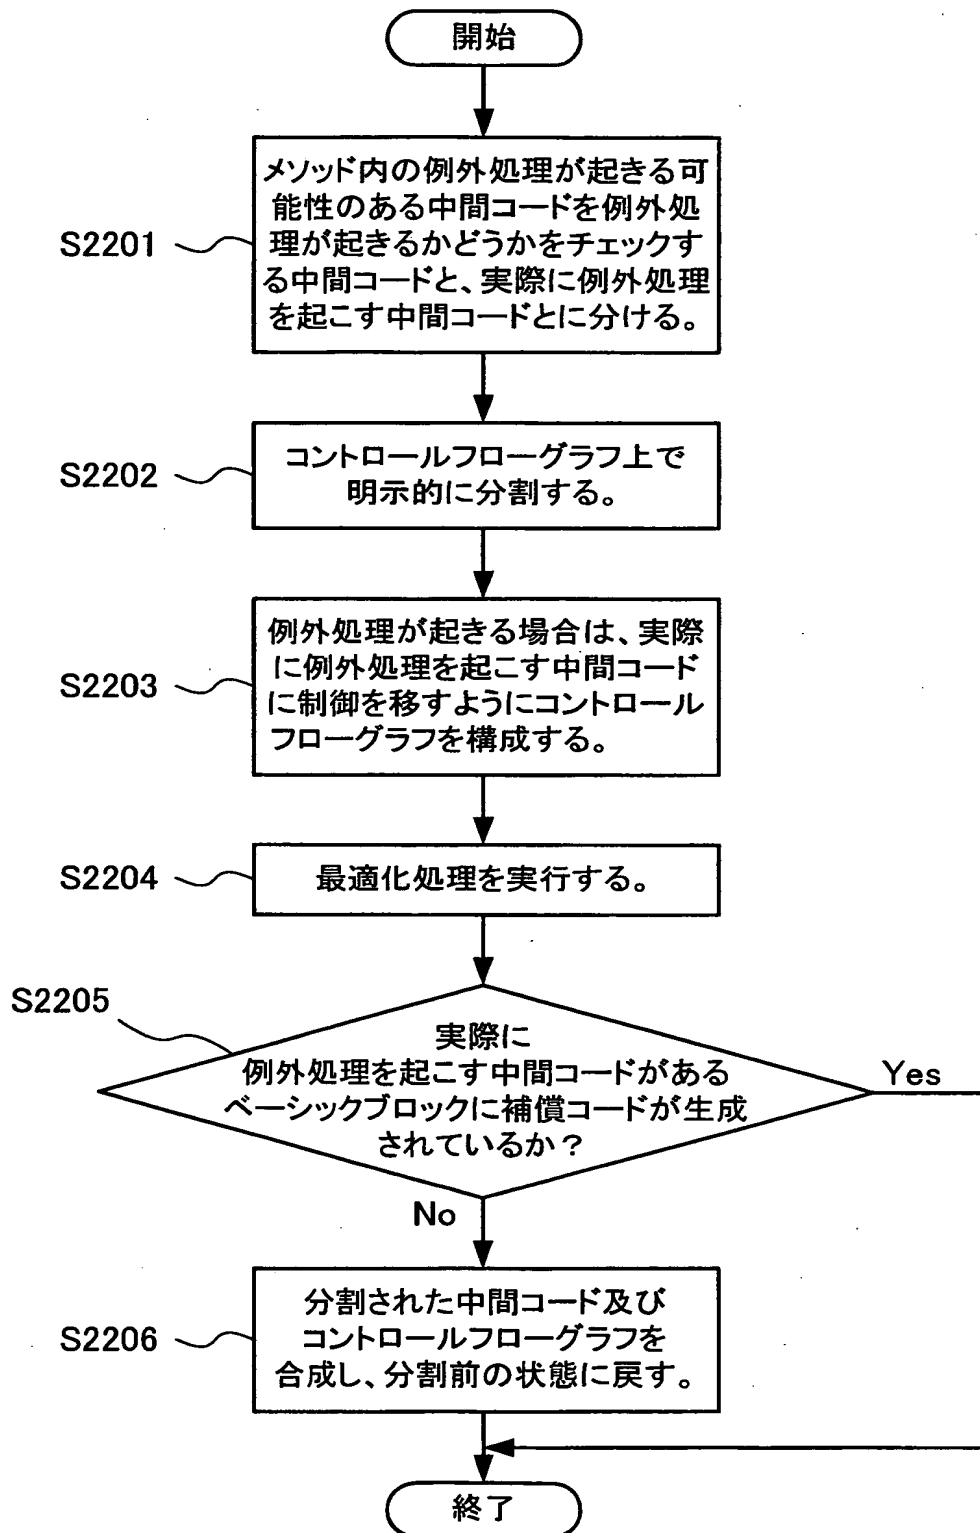 開始
S2201
メソッド内の例外処理が起きる可
能性のある中間コードを例外処
理が起きるかどうかをチェックす
る中間コードと、実際に例外処理
を起こす中間コードとに分ける。
S2202
コントロールフローグラフ上で
明示的に分割する。
S2203
例外処理が起きる場合は、実際
に例外処理を起こす中間コード
に制御を移すようにコントロール
フローグラフを構成する。
S2204
最適化処理を実行する。
S2205
実際に
例外処理を起こす中間コードがある
ベーシックブロックに補償コードが生成
されているか？
Yes
No
S2206
分割された中間コード及び
コントロールフローグラフを
合成し、分割前の状態に戻す。
終了